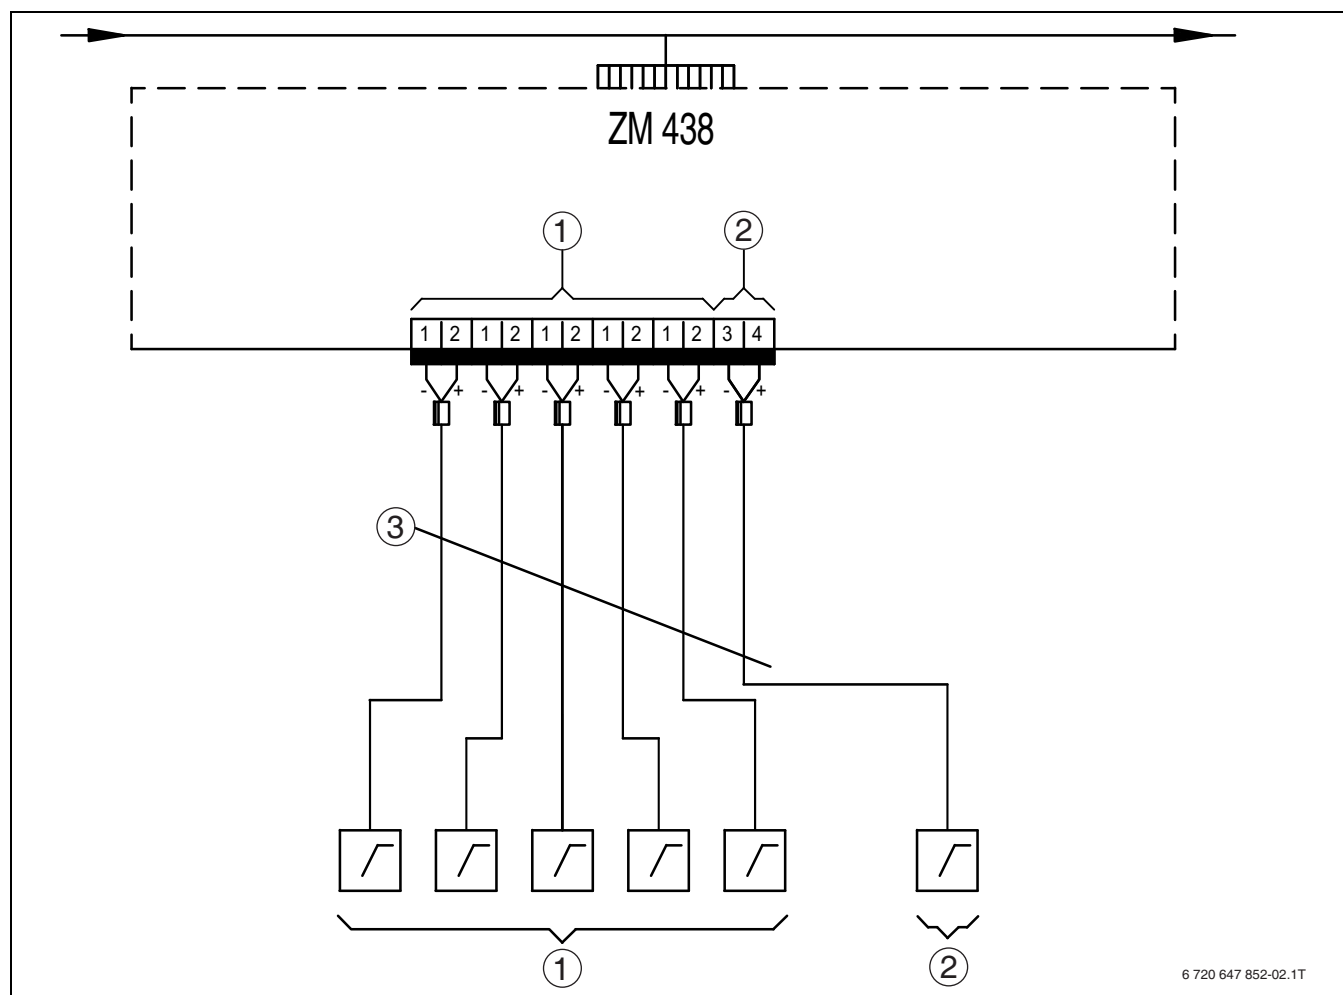 ZM 438
1 2
1 2 1 2 1 2 1 2 1 2 3 4
- + - + - + - + - + - +
3
1 2
6 720 647 852-02.1T